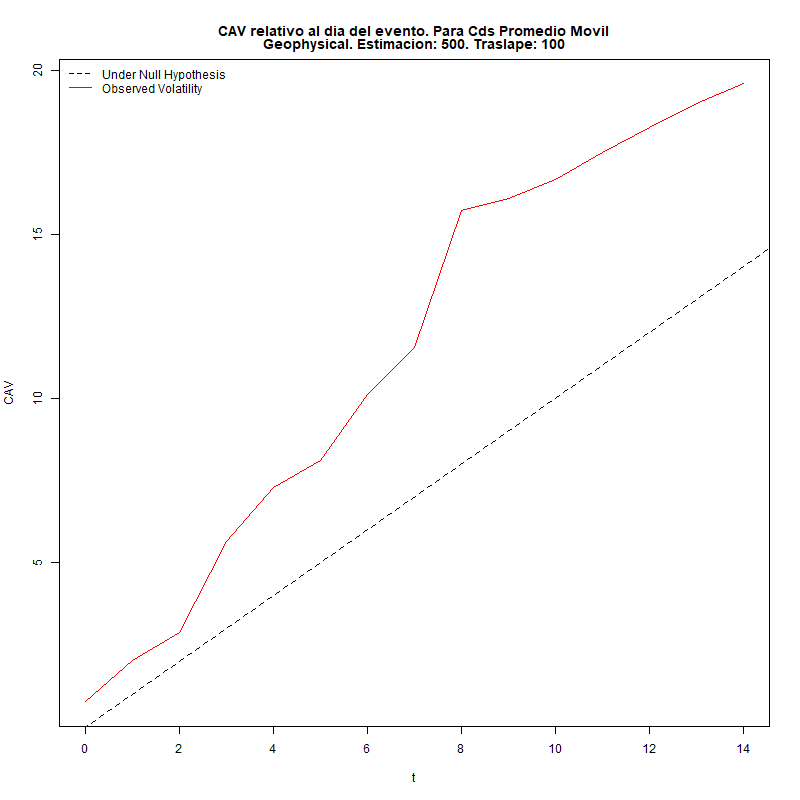 CAV relativo al dia del evento. Para Cds Promedio Movil
Geophysical. Estimacion: 500. Traslape: 100
Under Null Hypothesis
Observed Volatility
20
15
10
5
CAV
0 2 4 6 8 10 12 14
t